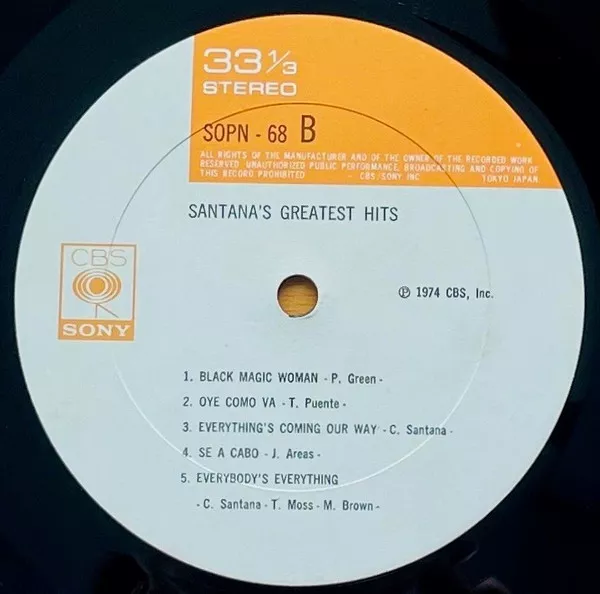 33 1/3
STEREO
SOPN - 68 B
ALL RIGHTS OF THE MANUFACTURER AND OF THE OWNER OF THE RECORDED WORK
RESERVED UNAUTHORIZED PUBLIC PERFORMANCE, BROADCASTING AND COPYING OF
THIS RECORD PROHIBITED - CBS/SONY INC TOKYO JAPAN
SANTANA'S GREATEST HITS
CBS
SONY
℗ 1974 CBS, Inc.
1. BLACK MAGIC WOMAN - P. Green -
2. OYE COMO VA - T. Puente -
3. EVERYTHING'S COMING OUR WAY - C. Santana -
4. SE A CABO - J. Areas -
5. EVERYBODY'S EVERYTHING
- C. Santana - T. Moss - M. Brown -